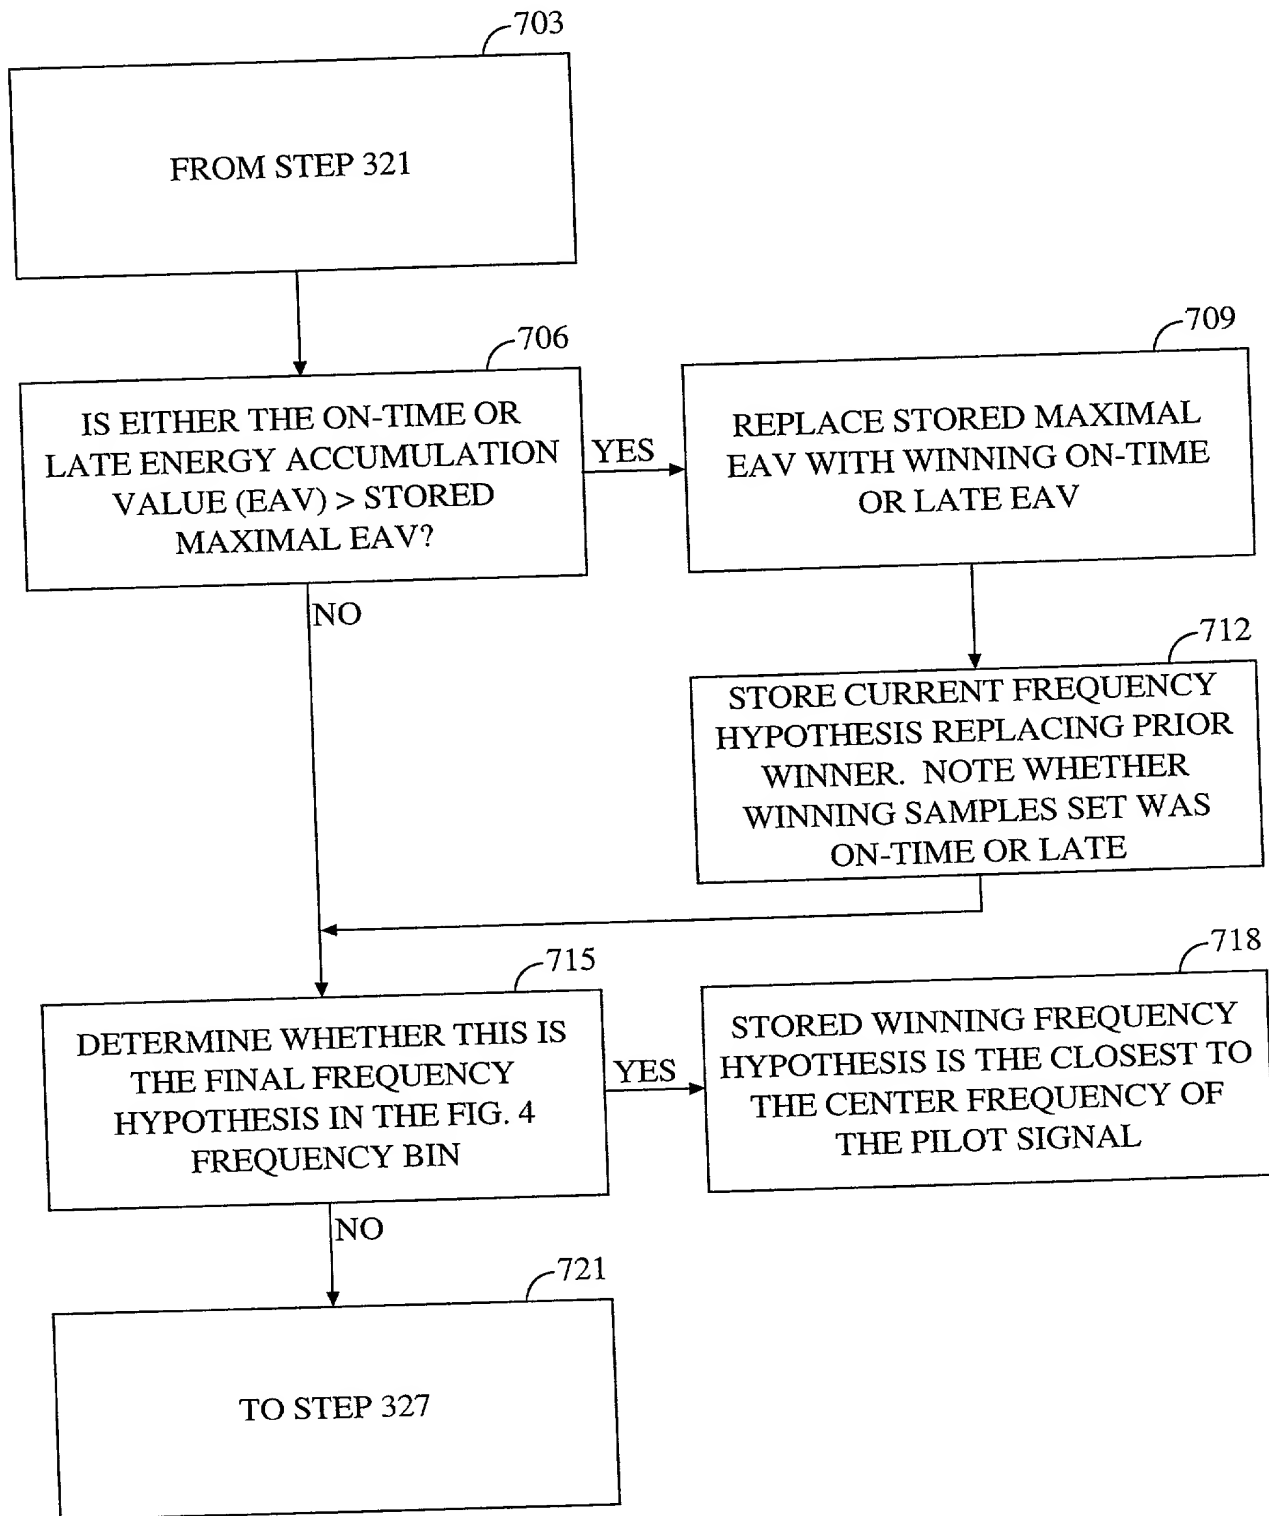 703
FROM STEP 321
706
IS EITHER THE ON-TIME OR
LATE ENERGY ACCUMULATION
VALUE (EAV) > STORED
MAXIMAL EAV?
YES
709
REPLACE STORED MAXIMAL
EAV WITH WINNING ON-TIME
OR LATE EAV
NO
712
STORE CURRENT FREQUENCY
HYPOTHESIS REPLACING PRIOR
WINNER. NOTE WHETHER
WINNING SAMPLES SET WAS
ON-TIME OR LATE
715
DETERMINE WHETHER THIS IS
THE FINAL FREQUENCY
HYPOTHESIS IN THE FIG. 4
FREQUENCY BIN
YES
718
STORED WINNING FREQUENCY
HYPOTHESIS IS THE CLOSEST TO
THE CENTER FREQUENCY OF
THE PILOT SIGNAL
NO
721
TO STEP 327